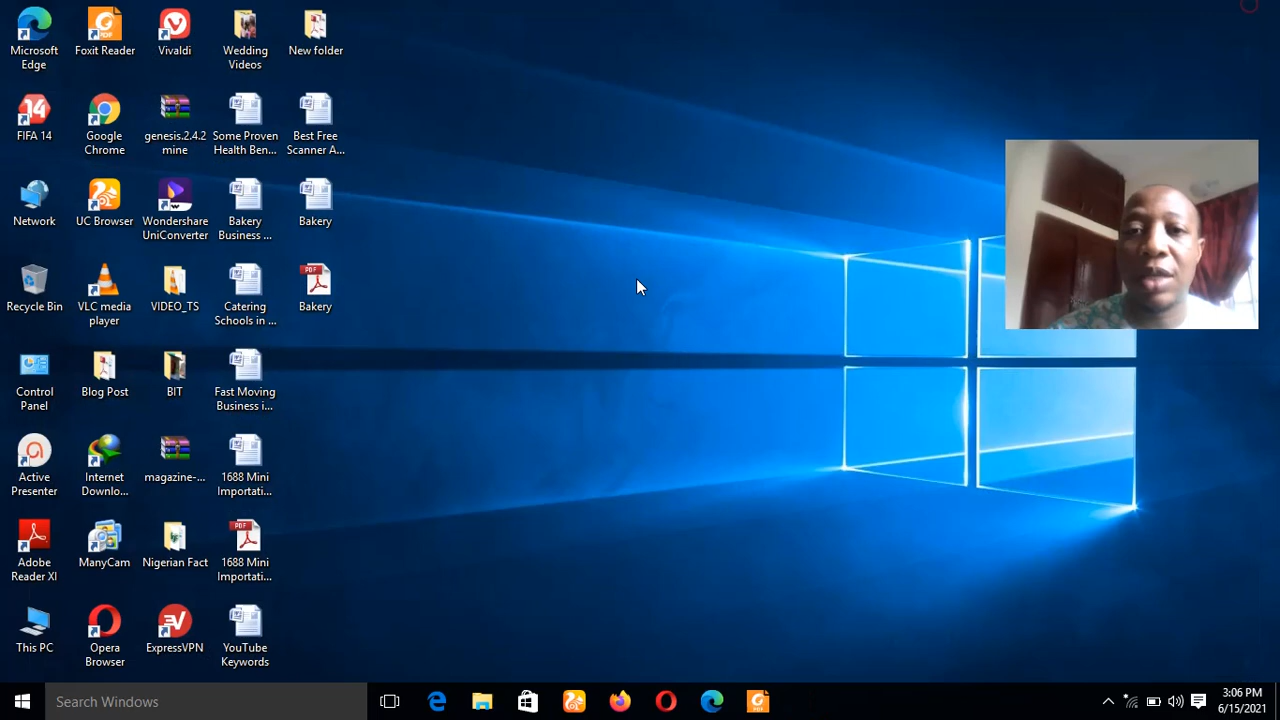 Microsoft
Edge
Foxit Reader
Vivaldi
Wedding
Videos
New folder
FIFA 14
Google
Chrome
genesis.2.4.2
mine
Some Proven
Health Ben...
Best Free
Scanner A...
Network
UC Browser
Wondershare
UniConverter
Bakery
Business ...
Bakery
Recycle Bin
VLC media
player
VIDEO_TS
Catering
Schools in ...
PDF
Bakery
Control
Panel
Blog Post
BIT
Fast Moving
Business i...
Active
Presenter
Internet
Downlo...
magazine-...
1688 Mini
Importati...
Adobe
Reader XI
ManyCam
Nigerian Fact
PDF
1688 Mini
Importati...
This PC
Opera
Browser
ExpressVPN
YouTube
Keywords
Search Windows
3:06 PM
6/15/2021